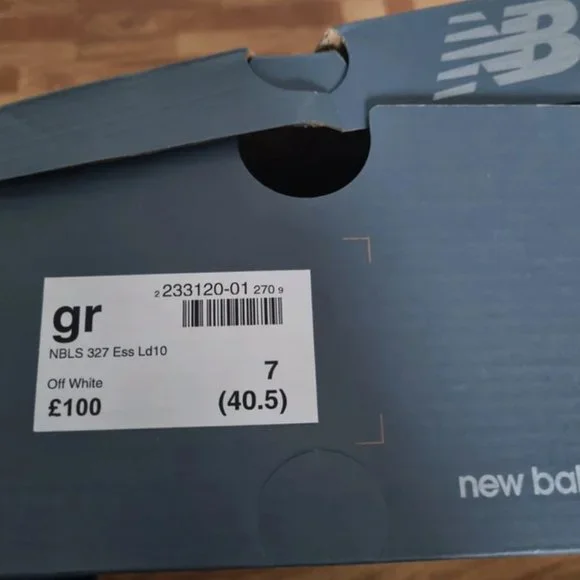 NB
gr
2 233120-01 270 9
NBLS 327 Ess Ld10
7
Off White
£100
(40.5)
new bal